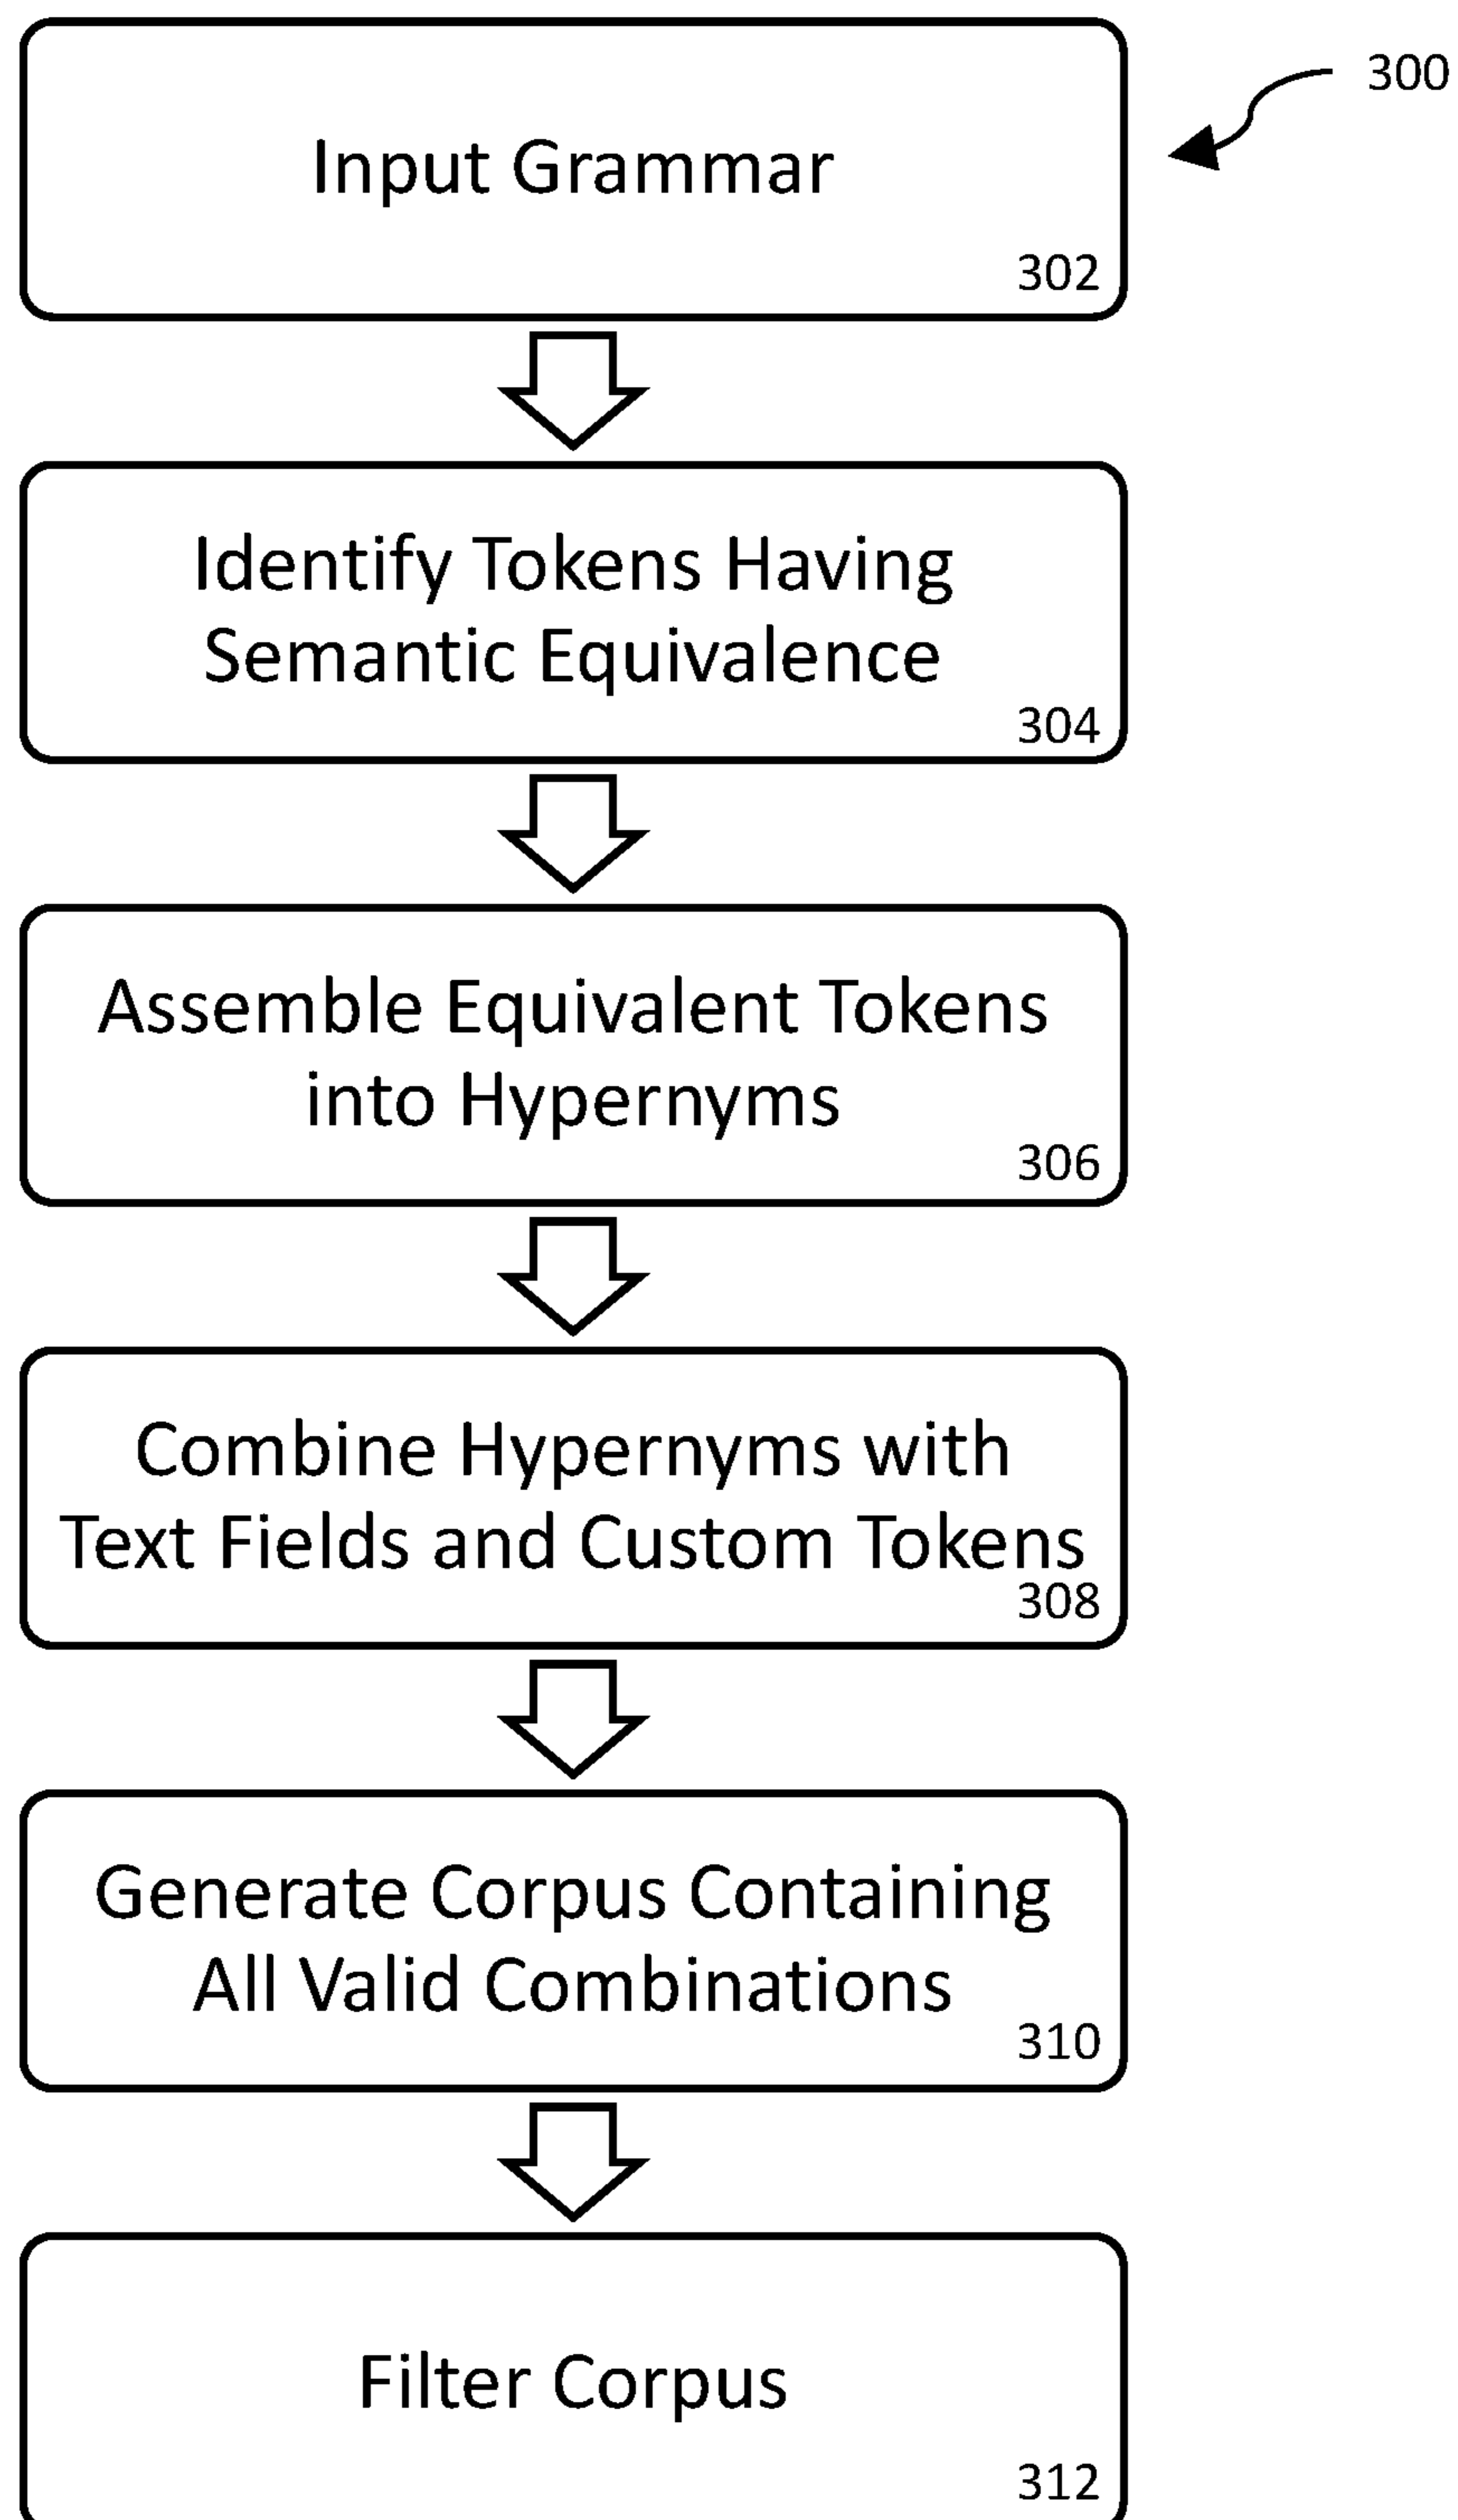 300
Input Grammar
302
Identify Tokens Having
Semantic Equivalence
304
Assemble Equivalent Tokens
into Hypernyms
306
Combine Hypernyms with
Text Fields and Custom Tokens
308
Generate Corpus Containing
All Valid Combinations
310
Filter Corpus
312